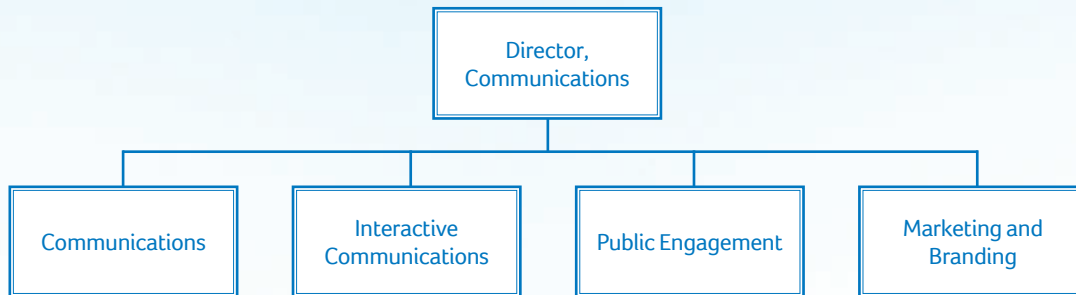 Director,
Communications
Communications
Interactive
Communications
Public Engagement
Marketing and
Branding